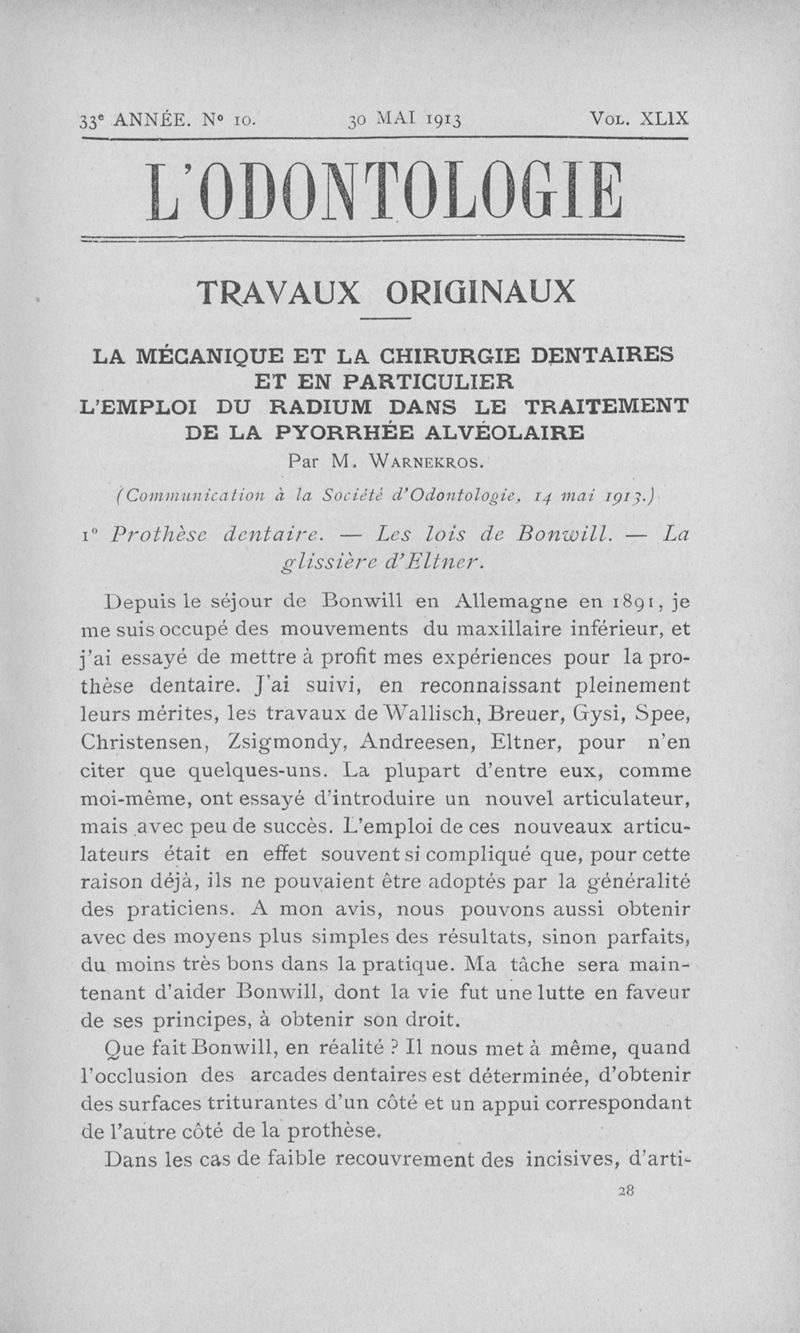 33e ANNÉE. No 10. 30 MAI 1913 VOL. XLIX
L'ODONTOLOGIE
TRAVAUX ORIGINAUX
LA MÉCANIQUE ET LA CHIRURGIE DENTAIRES
ET EN PARTICULIER
L'EMPLOI DU RADIUM DANS LE TRAITEMENT
DE LA PYORRHÉE ALVÉOLAIRE
Par M. WARNEKROS.
(Communication à la Société d'Odontologie, 14 mai 1913.)
1° Prothèse dentaire. — Les lois de Bonwill. — La
glissière d'Eltner.
Depuis le séjour de Bonwill en Allemagne en 1891, je
me suis occupé des mouvements du maxillaire inférieur, et
j'ai essayé de mettre à profit mes expériences pour la pro-
thèse dentaire. J'ai suivi, en reconnaissant pleinement
leurs mérites, les travaux de Wallisch, Breuer, Gysi, Spee,
Christensen, Zsigmondy, Andreesen, Eltner, pour n'en
citer que quelques-uns. La plupart d'entre eux, comme
moi-même, ont essayé d'introduire un nouvel articulateur,
mais avec peu de succès. L'emploi de ces nouveaux articu-
lateurs était en effet souvent si compliqué que, pour cette
raison déjà, ils ne pouvaient être adoptés par la généralité
des praticiens. A mon avis, nous pouvons aussi obtenir
avec des moyens plus simples des résultats, sinon parfaits,
du moins très bons dans la pratique. Ma tâche sera main-
tenant d'aider Bonwill, dont la vie fut une lutte en faveur
de ses principes, à obtenir son droit.
Que fait Bonwill, en réalité ? Il nous met à même, quand
l'occlusion des arcades dentaires est déterminée, d'obtenir
des surfaces triturantes d'un côté et un appui correspondant
de l'autre côté de la prothèse.
Dans les cas de faible recouvrement des incisives, d'arti-
28